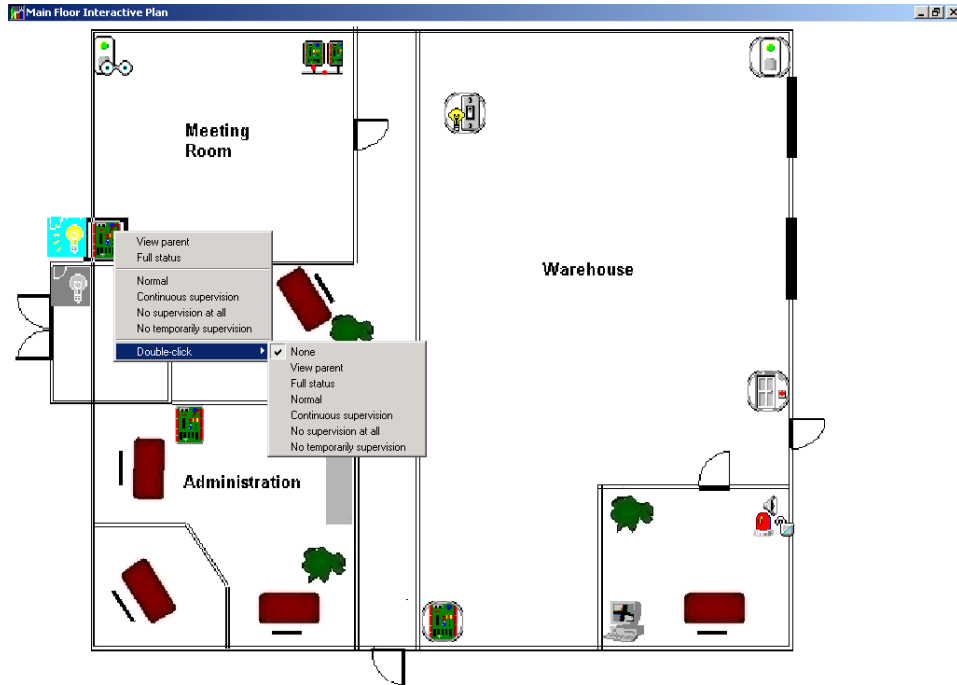 Main Floor Interactive Plan
Meeting
Room
View parent
Full status
Normal
Continuous supervision
No supervision at all
No temporarily supervision
Double-click
None
View parent
Full status
Normal
Continuous supervision
No supervision at all
No temporarily supervision
Warehouse
Administration